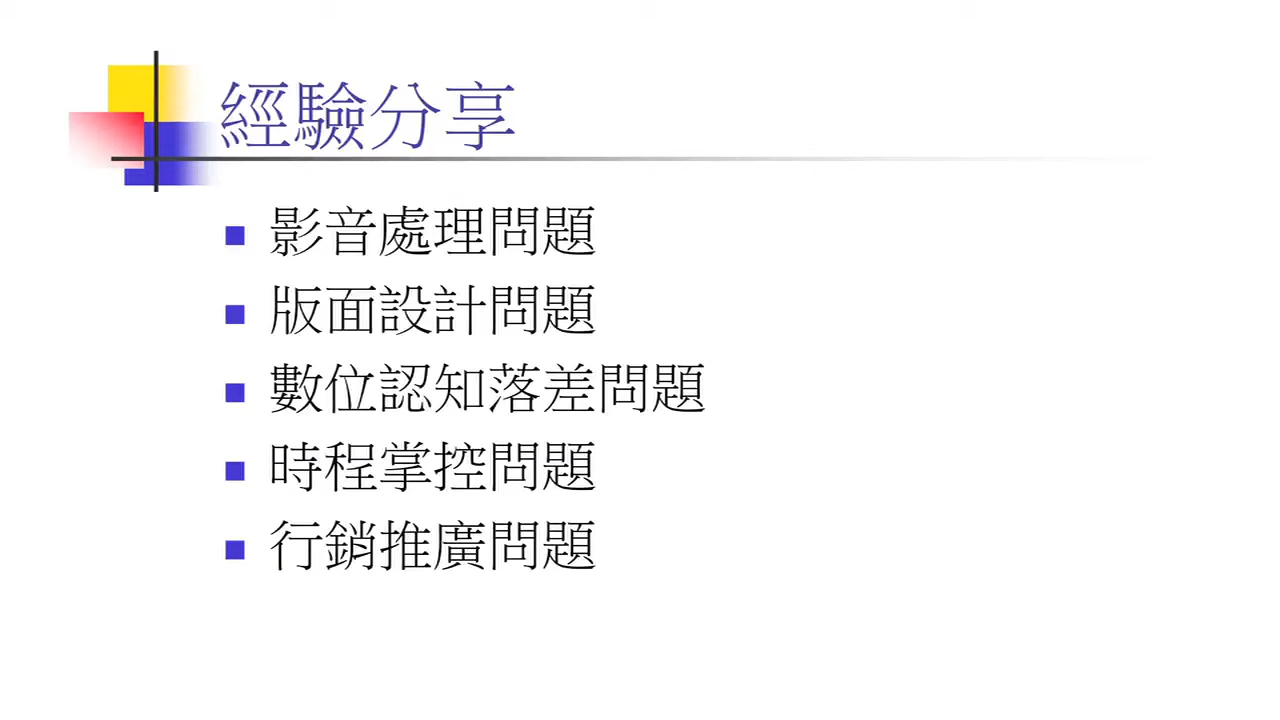 經驗分享
影音處理問題
版面設計問題
數位認知落差問題
時程掌控問題
行銷推廣問題